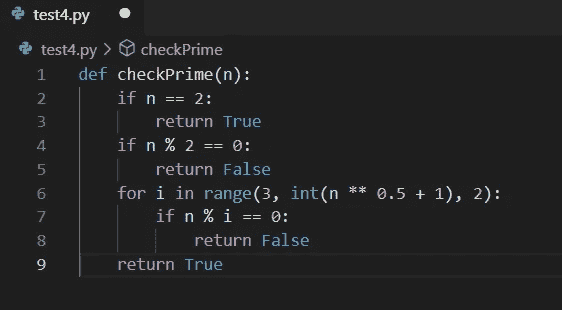 test4.py
test4.py > checkPrime
1 def checkPrime(n):
2     if n == 2:
3         return True
4     if n % 2 == 0:
5         return False
6     for i in range(3, int(n ** 0.5 + 1), 2):
7         if n % i == 0:
8             return False
9     return True